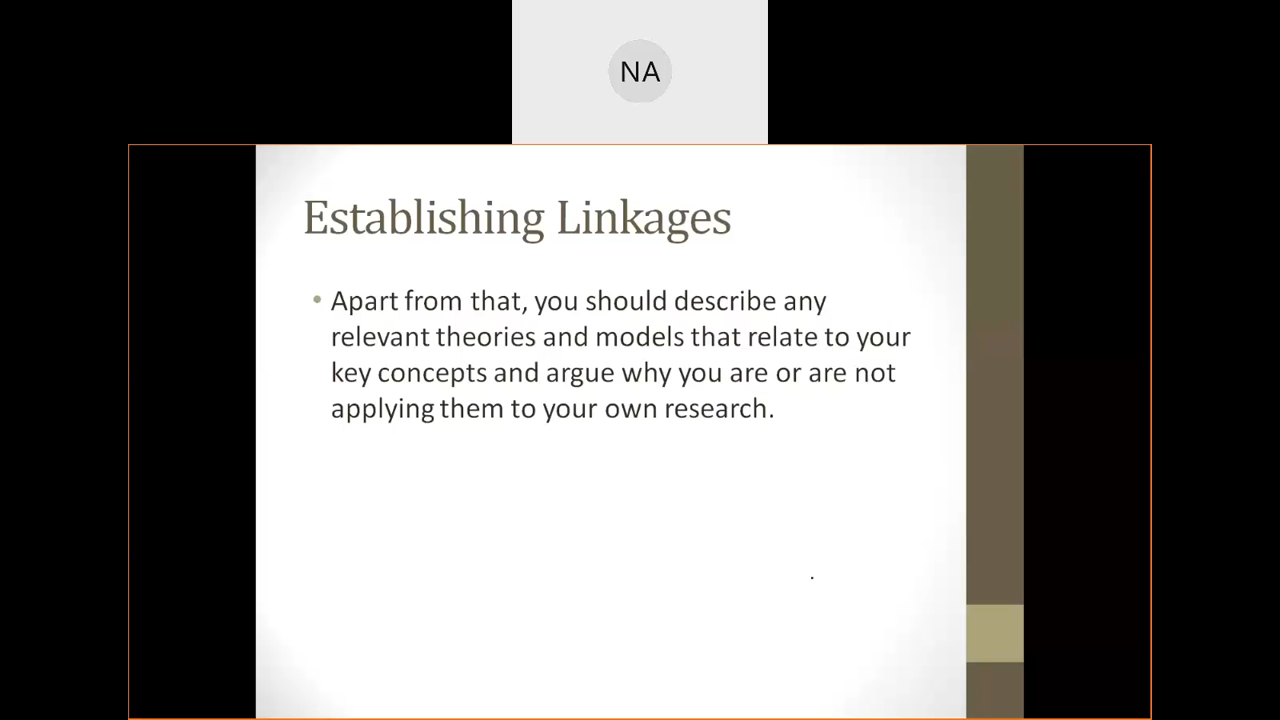 NA
Establishing Linkages
• Apart from that, you should describe any
relevant theories and models that relate to your
key concepts and argue why you are or are not
applying them to your own research.
.